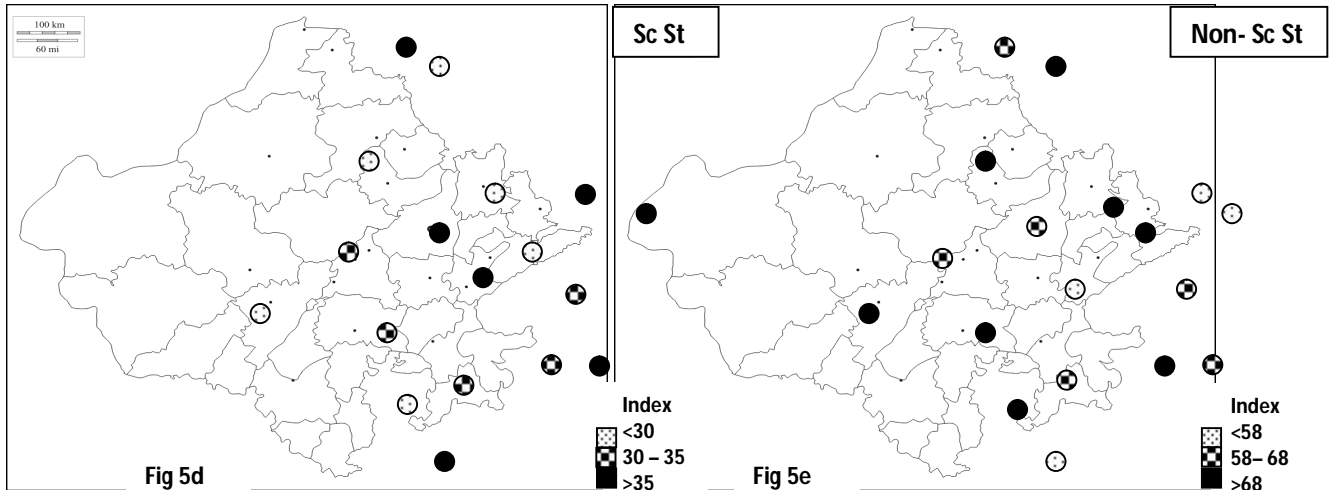 100 km
60 mi
Sc St
Non- Sc St
Index
<30
30 – 35
>35
Fig 5d
Index
<58
58– 68
>68
Fig 5e